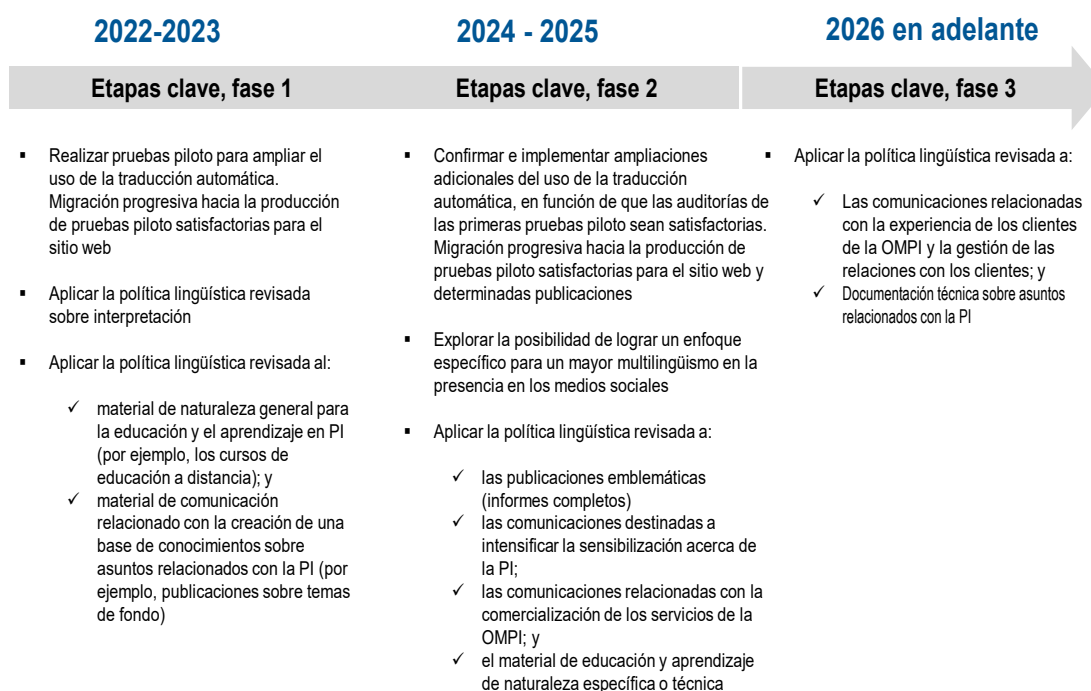 2022-2023
Etapas clave, fase 1
▪ Realizar pruebas piloto para ampliar el
uso de la traducción automática.
Migración progresiva hacia la producción
de pruebas piloto satisfactorias para el
sitio web
▪ Aplicar la política lingüística revisada
sobre interpretación
▪ Aplicar la política lingüística revisada al:
✓ material de naturaleza general para
la educación y el aprendizaje en PI
(por ejemplo, los cursos de
educación a distancia); y
✓ material de comunicación
relacionado con la creación de una
base de conocimientos sobre
asuntos relacionados con la PI (por
ejemplo, publicaciones sobre temas
de fondo)
2024 - 2025
Etapas clave, fase 2
▪ Confirmar e implementar ampliaciones
adicionales del uso de la traducción
automática, en función de que las auditorías de
las primeras pruebas piloto sean satisfactorias.
Migración progresiva hacia la producción de
pruebas piloto satisfactorias para el sitio web y
determinadas publicaciones
▪ Explorar la posibilidad de lograr un enfoque
específico para un mayor multilingüismo en la
presencia en los medios sociales
▪ Aplicar la política lingüística revisada a:
✓ las publicaciones emblemáticas
(informes completos)
✓ las comunicaciones destinadas a
intensificar la sensibilización acerca de
la PI;
✓ las comunicaciones relacionadas con la
comercialización de los servicios de la
OMPI; y
✓ el material de educación y aprendizaje
de naturaleza específica o técnica
2026 en adelante
Etapas clave, fase 3
▪ Aplicar la política lingüística revisada a:
✓ Las comunicaciones relacionadas
con la experiencia de los clientes
de la OMPI y la gestión de las
relaciones con los clientes; y
✓ Documentación técnica sobre asuntos
relacionados con la PI